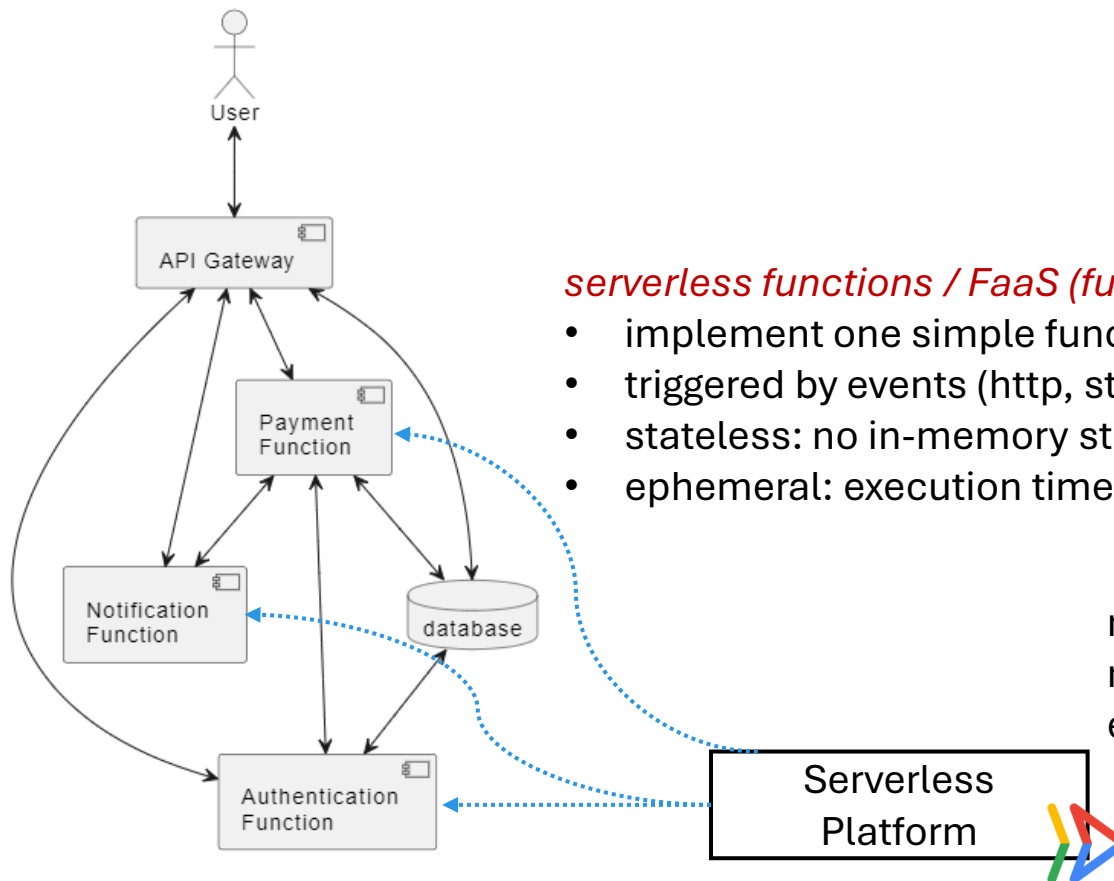 User
API Gateway
serverless functions / FaaS (fu
• implement one simple func
• triggered by events (http, st
• stateless: no in-memory st
• ephemeral: execution time
Payment
Function
Notification
Function
database
Authentication
Function
Serverless
Platform